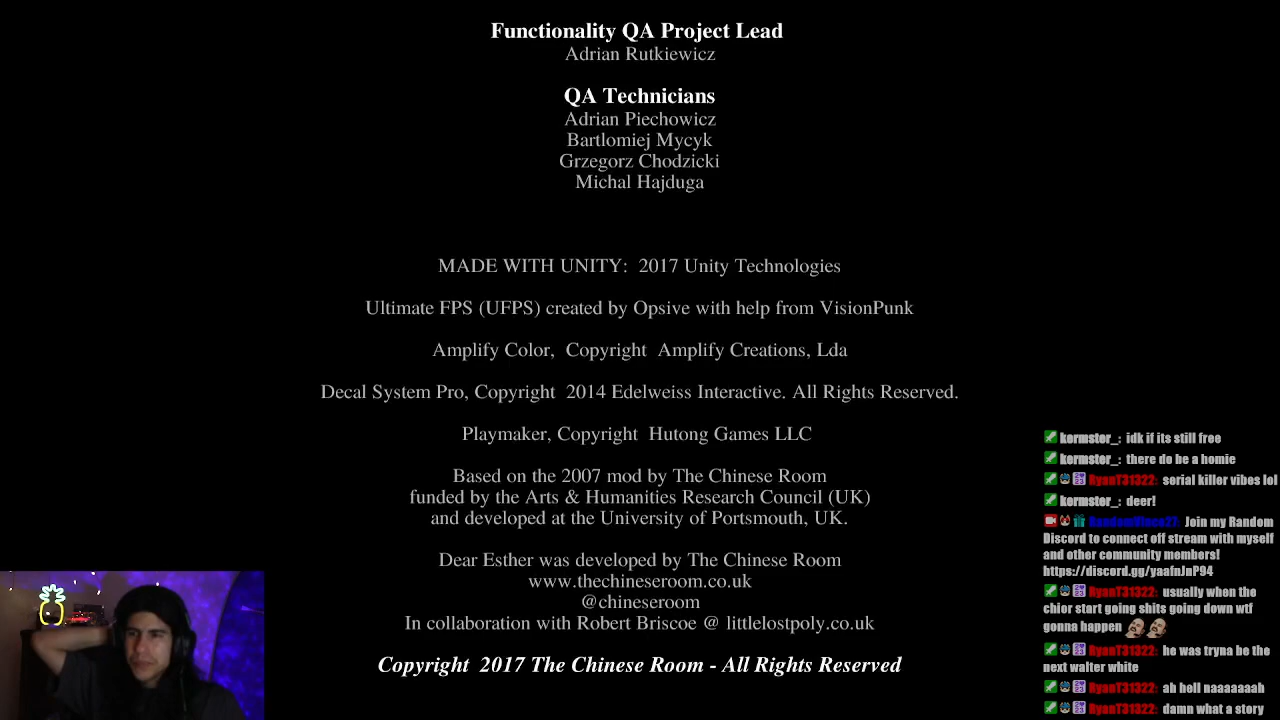 Functionality QA Project Lead
Adrian Rutkiewicz
QA Technicians
Adrian Piechowicz
Bartlomiej Mycyk
Grzegorz Chodzicki
Michal Hajduga
MADE WITH UNITY:  2017 Unity Technologies
Ultimate FPS (UFPS) created by Opsive with help from VisionPunk
Amplify Color,  Copyright  Amplify Creations, Lda
Decal System Pro, Copyright  2014 Edelweiss Interactive. All Rights Reserved.
Playmaker, Copyright  Hutong Games LLC
Based on the 2007 mod by The Chinese Room
funded by the Arts & Humanities Research Council (UK)
and developed at the University of Portsmouth, UK.
Dear Esther was developed by The Chinese Room
www.thechineseroom.co.uk
@chineseroom
In collaboration with Robert Briscoe @ littlelostpoly.co.uk
Copyright  2017 The Chinese Room - All Rights Reserved
kormstor_: idk if its still free
kormstor_: there do be a homie
RyanT31322: sorial killer vibes lol
kormstor_: deer!
RandomVince27: Join my Random
Discord to connect off stream with myself
and other community members!
https://discord.gg/yaafnJnP94
RyanT31322: usually when the
chior start going shits going down wtf
gonna happen
RyanT31322: he was tryna be the
next walter white
RyanT31322: ah hell naaaaaaah
RyanT31322: damn what a story